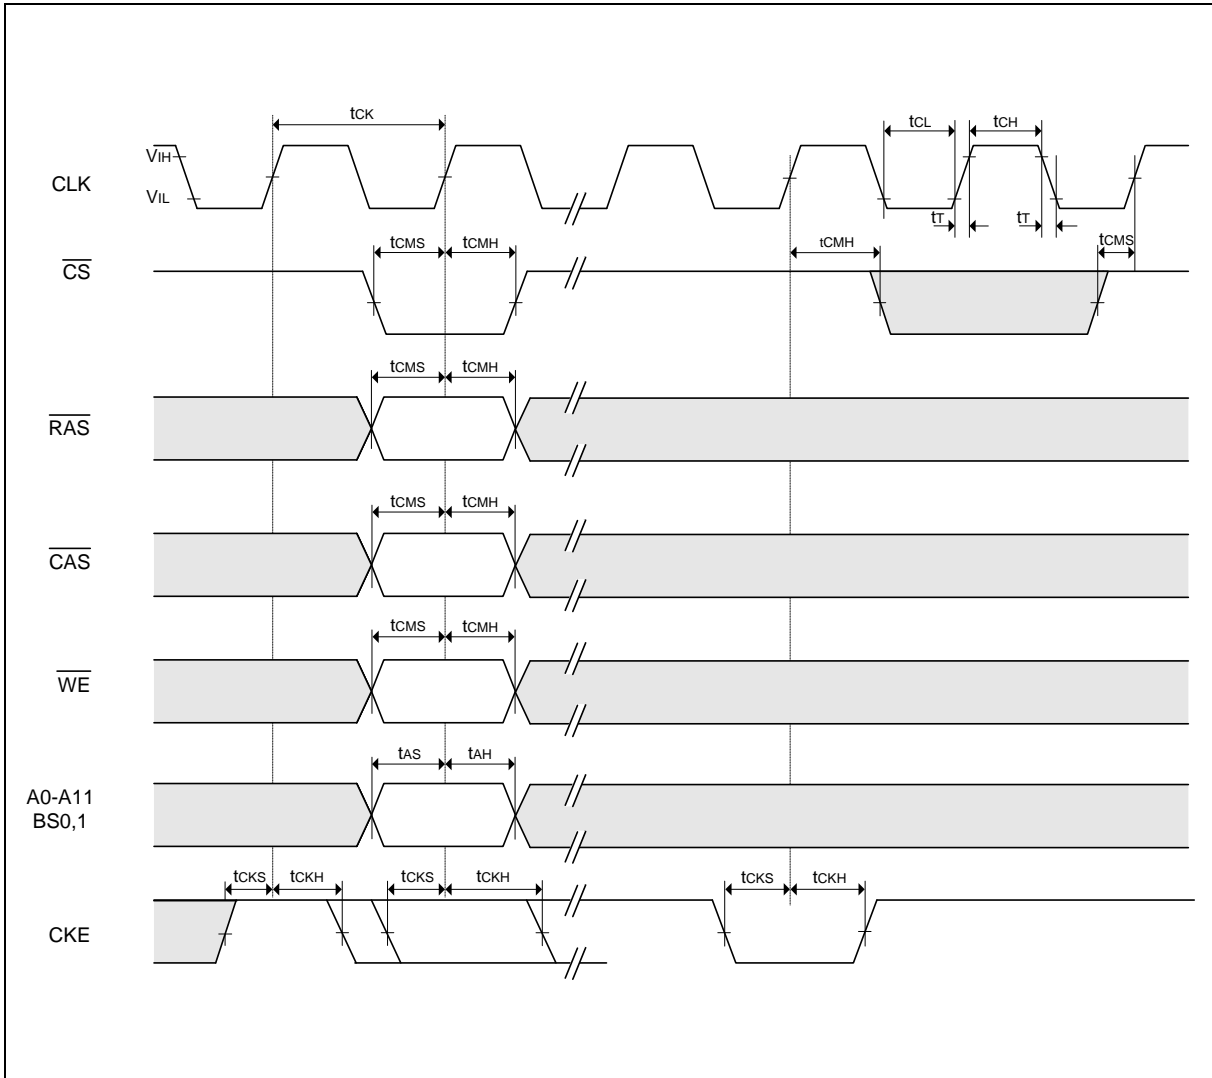 tCK
tCL
tCH
VIH
CLK
VIL
tT
tT
tCMS
tCMH
tCMH
tCMS
CS
tCMS
tCMH
RAS
tCMS
tCMH
CAS
tCMS
tCMH
WE
tAS
tAH
A0-A11
BS0,1
tCKS
tCKH
tCKS
tCKH
tCKS
tCKH
CKE